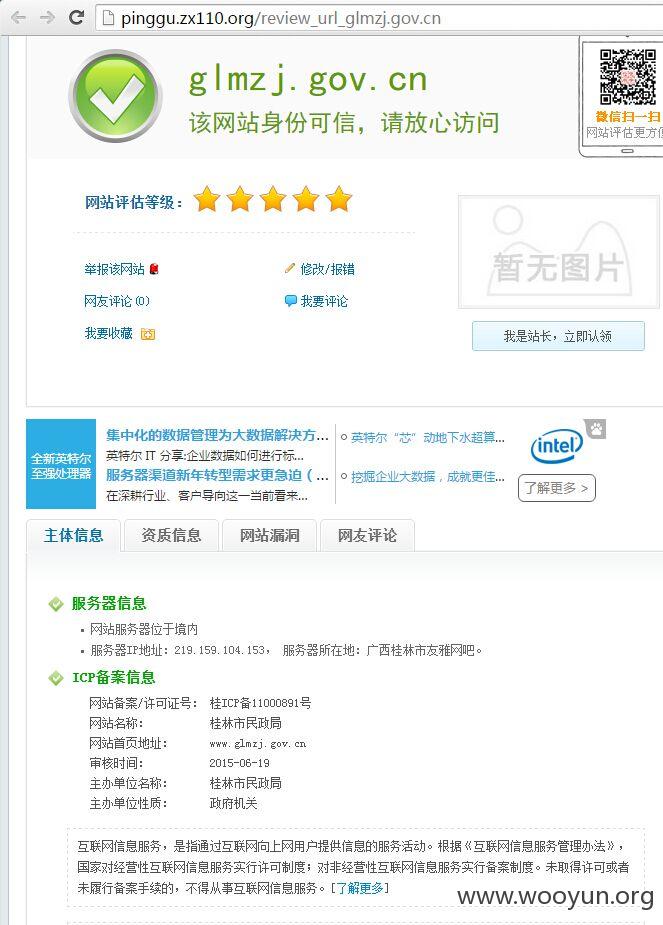 pinggu.zx110.org/review_url_glmzj.gov.cn
glmzj.gov.cn
该网站身份可信，请放心访问
微信扫一扫
网站评估更方便
网站评估等级：
举报该网站
修改/报错
网友评论(0)
我要评论
我要收藏
暂无图片
我是站长，立即认领
全新英特尔
至强处理器
集中化的数据管理为大数据解决方...
英特尔 IT 分享:企业数据如何进行标...
服务器渠道新年转型需求更急迫（...
在深耕行业、客户导向这一当前看来...
英特尔“芯”动地下水超算...
挖掘企业大数据，成就更佳...
intel
了解更多 >
主体信息 资质信息 网站漏洞 网友评论
服务器信息
网站服务器位于境内
服务器IP地址：219.159.104.153， 服务器所在地：广西桂林市友雅网吧。
ICP备案信息
网站备案/许可证号： 桂ICP备11000891号
网站名称： 桂林市民政局
网站首页地址： www.glmzj.gov.cn
审核时间： 2015-06-19
主办单位名称： 桂林市民政局
主办单位性质： 政府机关
互联网信息服务，是指通过互联网向上网用户提供信息的服务活动。根据《互联网信息服务管理办法》，
国家对经营性互联网信息服务实行许可制度；对非经营性互联网信息服务实行备案制度。未取得许可或者
未履行备案手续的，不得从事互联网信息服务。[了解更多]
www.wooyun.org